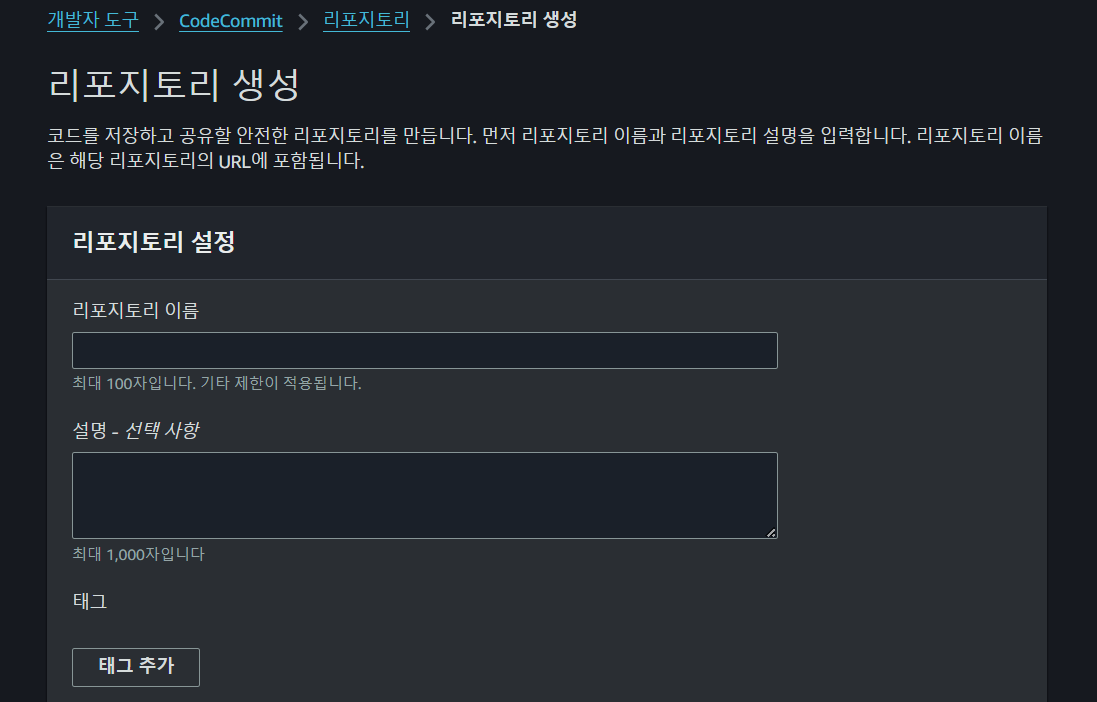 개발자 도구 > CodeCommit > 리포지토리 > 리포지토리 생성
리포지토리 생성
코드를 저장하고 공유할 안전한 리포지토리를 만듭니다. 먼저 리포지토리 이름과 리포지토리 설명을 입력합니다. 리포지토리 이름
은 해당 리포지토리의 URL에 포함됩니다.
리포지토리 설정
리포지토리 이름
최대 100자입니다. 기타 제한이 적용됩니다.
설명 - 선택 사항
최대 1,000자입니다
태그
태그 추가